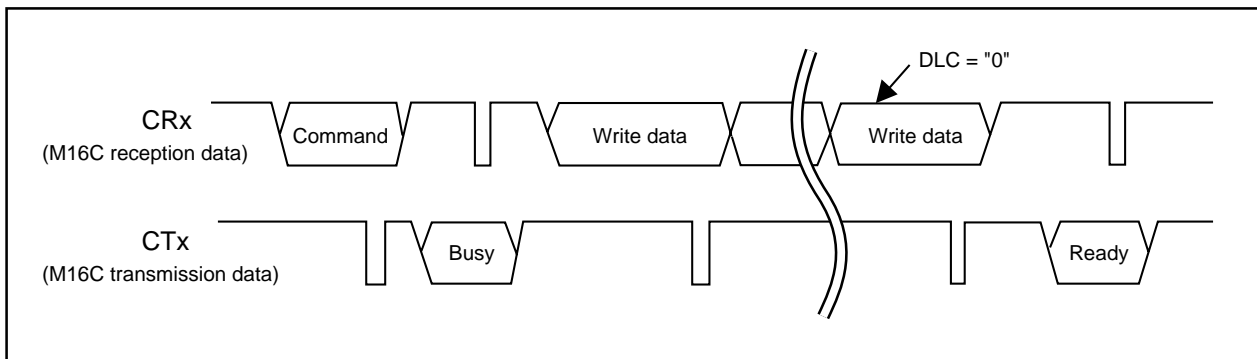 DLC = "0"
CRx
(M16C reception data)
Command
Write data
Write data
CTx
(M16C transmission data)
Busy
Ready